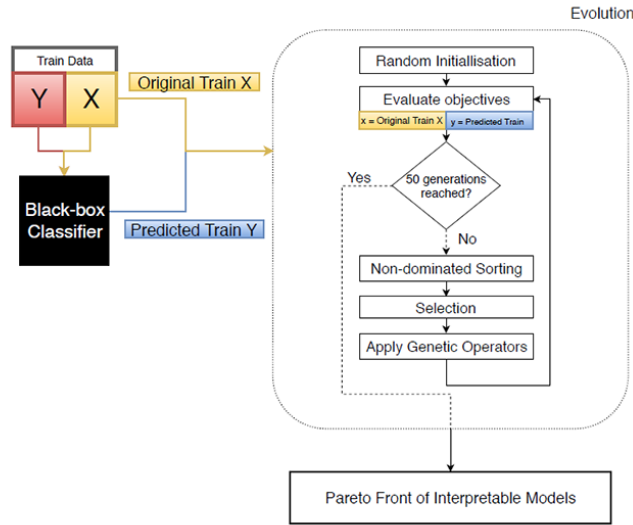 Evolution
Train Data
Y
X
Original Train X
Black-box
Classifier
Predicted Train Y
Random Initiallisation
Evaluate objectives
x = Original Train X
y = Predicted Train
50 generations
reached?
Yes
No
Non-dominated Sorting
Selection
Apply Genetic Operators
Pareto Front of Interpretable Models